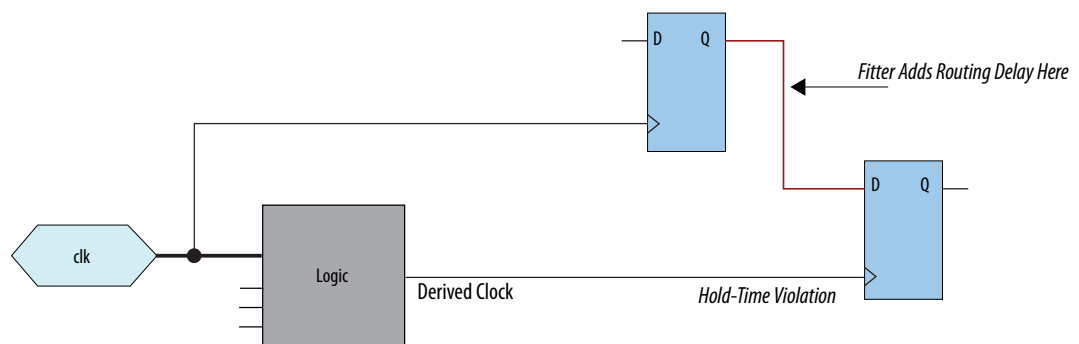 D Q
Fitter Adds Routing Delay Here
D Q
clk
Logic
Derived Clock
Hold-Time Violation